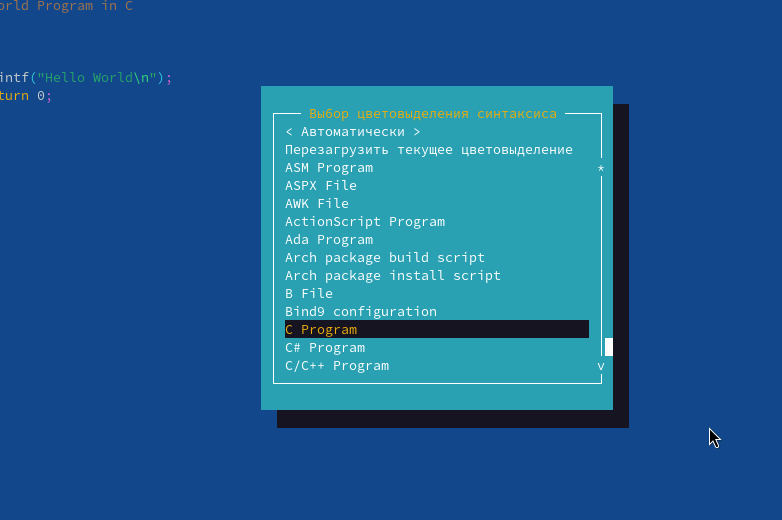 orld Program in C
intf("Hello World\n");
turn 0;
Выбор цветовыделения синтаксиса
< Автоматически >
Перезагрузить текущее цветовыделение
ASM Program
ASPX File
AWK File
ActionScript Program
Ada Program
Arch package build script
Arch package install script
B File
Bind9 configuration
C Program
C# Program
C/C++ Program